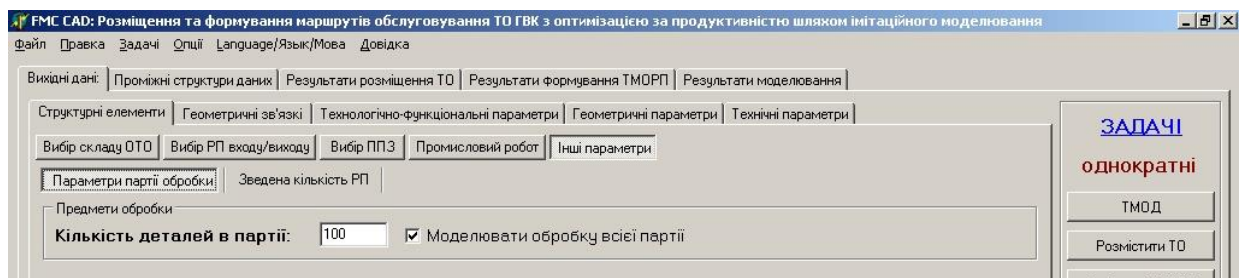 FMC CAD: Розміщення та формування маршрутів обслуговування ТО ГВК з оптимізацією за продуктивністю шляхом імітаційного моделювання
Файл Правка Задачі Опції Language/Язык/Мова Довідка
Вихідні дані: Проміжні структури даних Результати розміщення ТО Результати формування ТМОРП Результати моделювання
Структурні елементи Геометричні зв'язкі Технологічно-функціональні параметри Геометричні параметри Технічні параметри
Вибір складу ОТО Вибір РП входу/виходу Вибір ППЗ Промисловий робот Інші параметри
Параметри партії обробки Зведена кількість РП
Предмети обробки
Кількість деталей в партії: 100 Моделювати обробку всієї партії
ЗАДАЧІ
однократні
ТМОД
Розмістити ТО